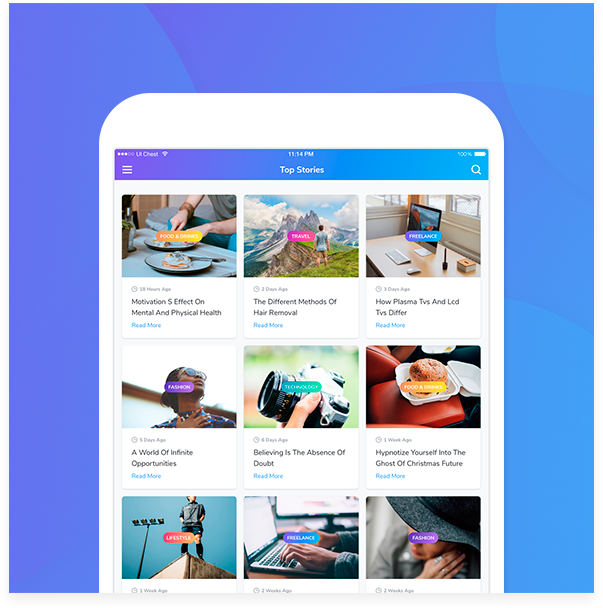 UI Chest 11:14 PM 100%
Top Stories
FOOD & DRINKS TRAVEL FREELANCE
18 Hours Ago 2 Days Ago 3 Days Ago
Motivation S Effect On
Mental And Physical Health
Read More
The Different Methods Of
Hair Removal
Read More
How Plasma Tvs And Lcd
Tvs Differ
Read More
FASHION TECHNOLOGY FOOD & DRINKS
5 Days Ago 6 Days Ago 1 Week Ago
A World Of Infinite
Opportunities
Read More
Believing Is The Absence Of
Doubt
Read More
Hypnotize Yourself Into The
Ghost Of Christmas Future
Read More
LIFESTYLE FREELANCE FASHION
1 Week Ago 2 Weeks Ago 2 Weeks Ago